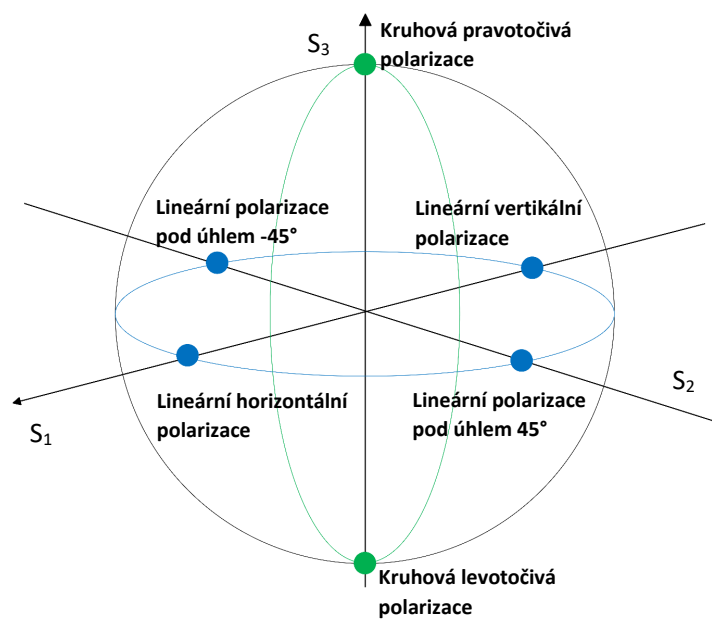 Kruhová pravotočivá
polarizace
S3
Lineární polarizace
pod úhlem -45°
Lineární vertikální
polarizace
S2
Lineární horizontální
polarizace
Lineární polarizace
pod úhlem 45°
S1
Kruhová levotočivá
polarizace